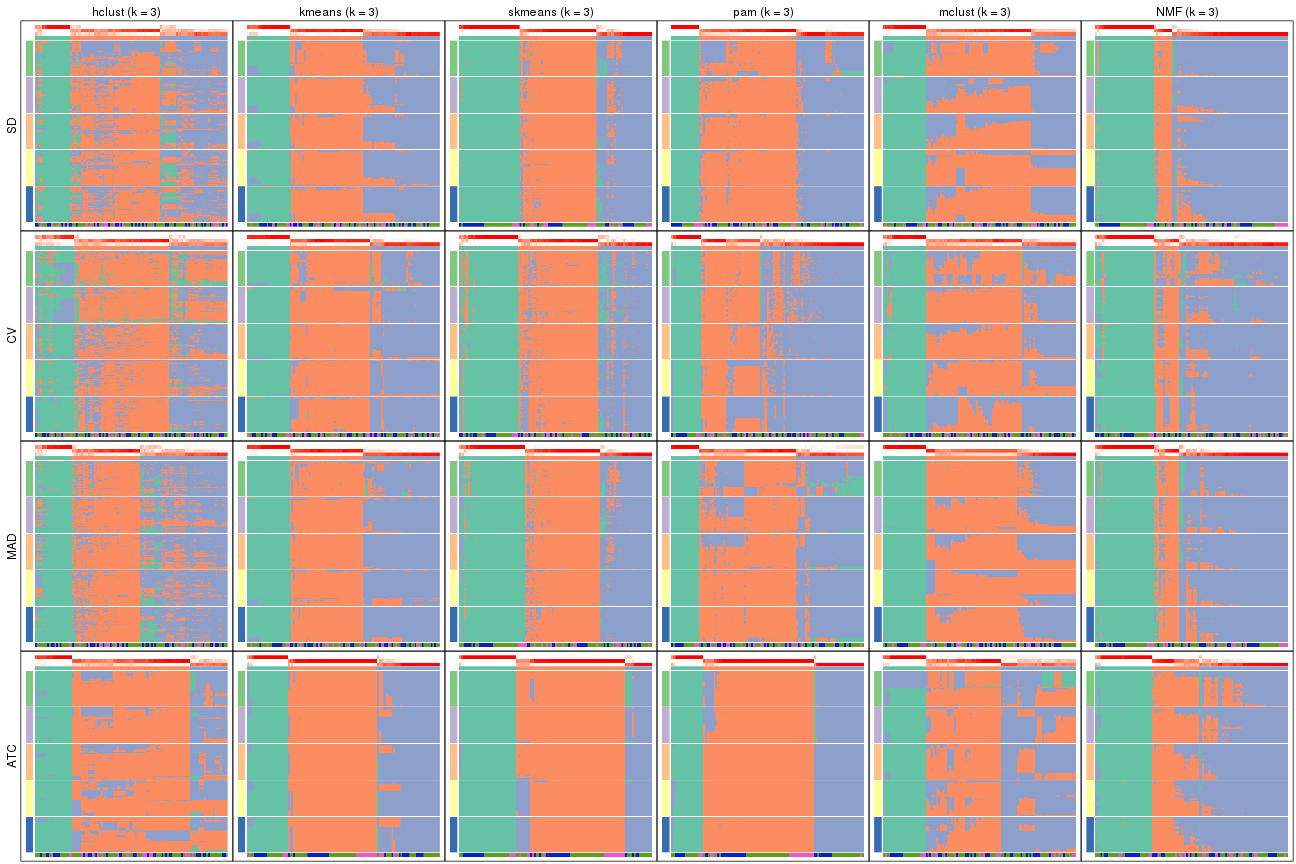 hclust (k = 3)
kmeans (k = 3)
skmeans (k = 3)
pam (k = 3)
mclust (k = 3)
NMF (k = 3)
SD
CV
MAD
ATC